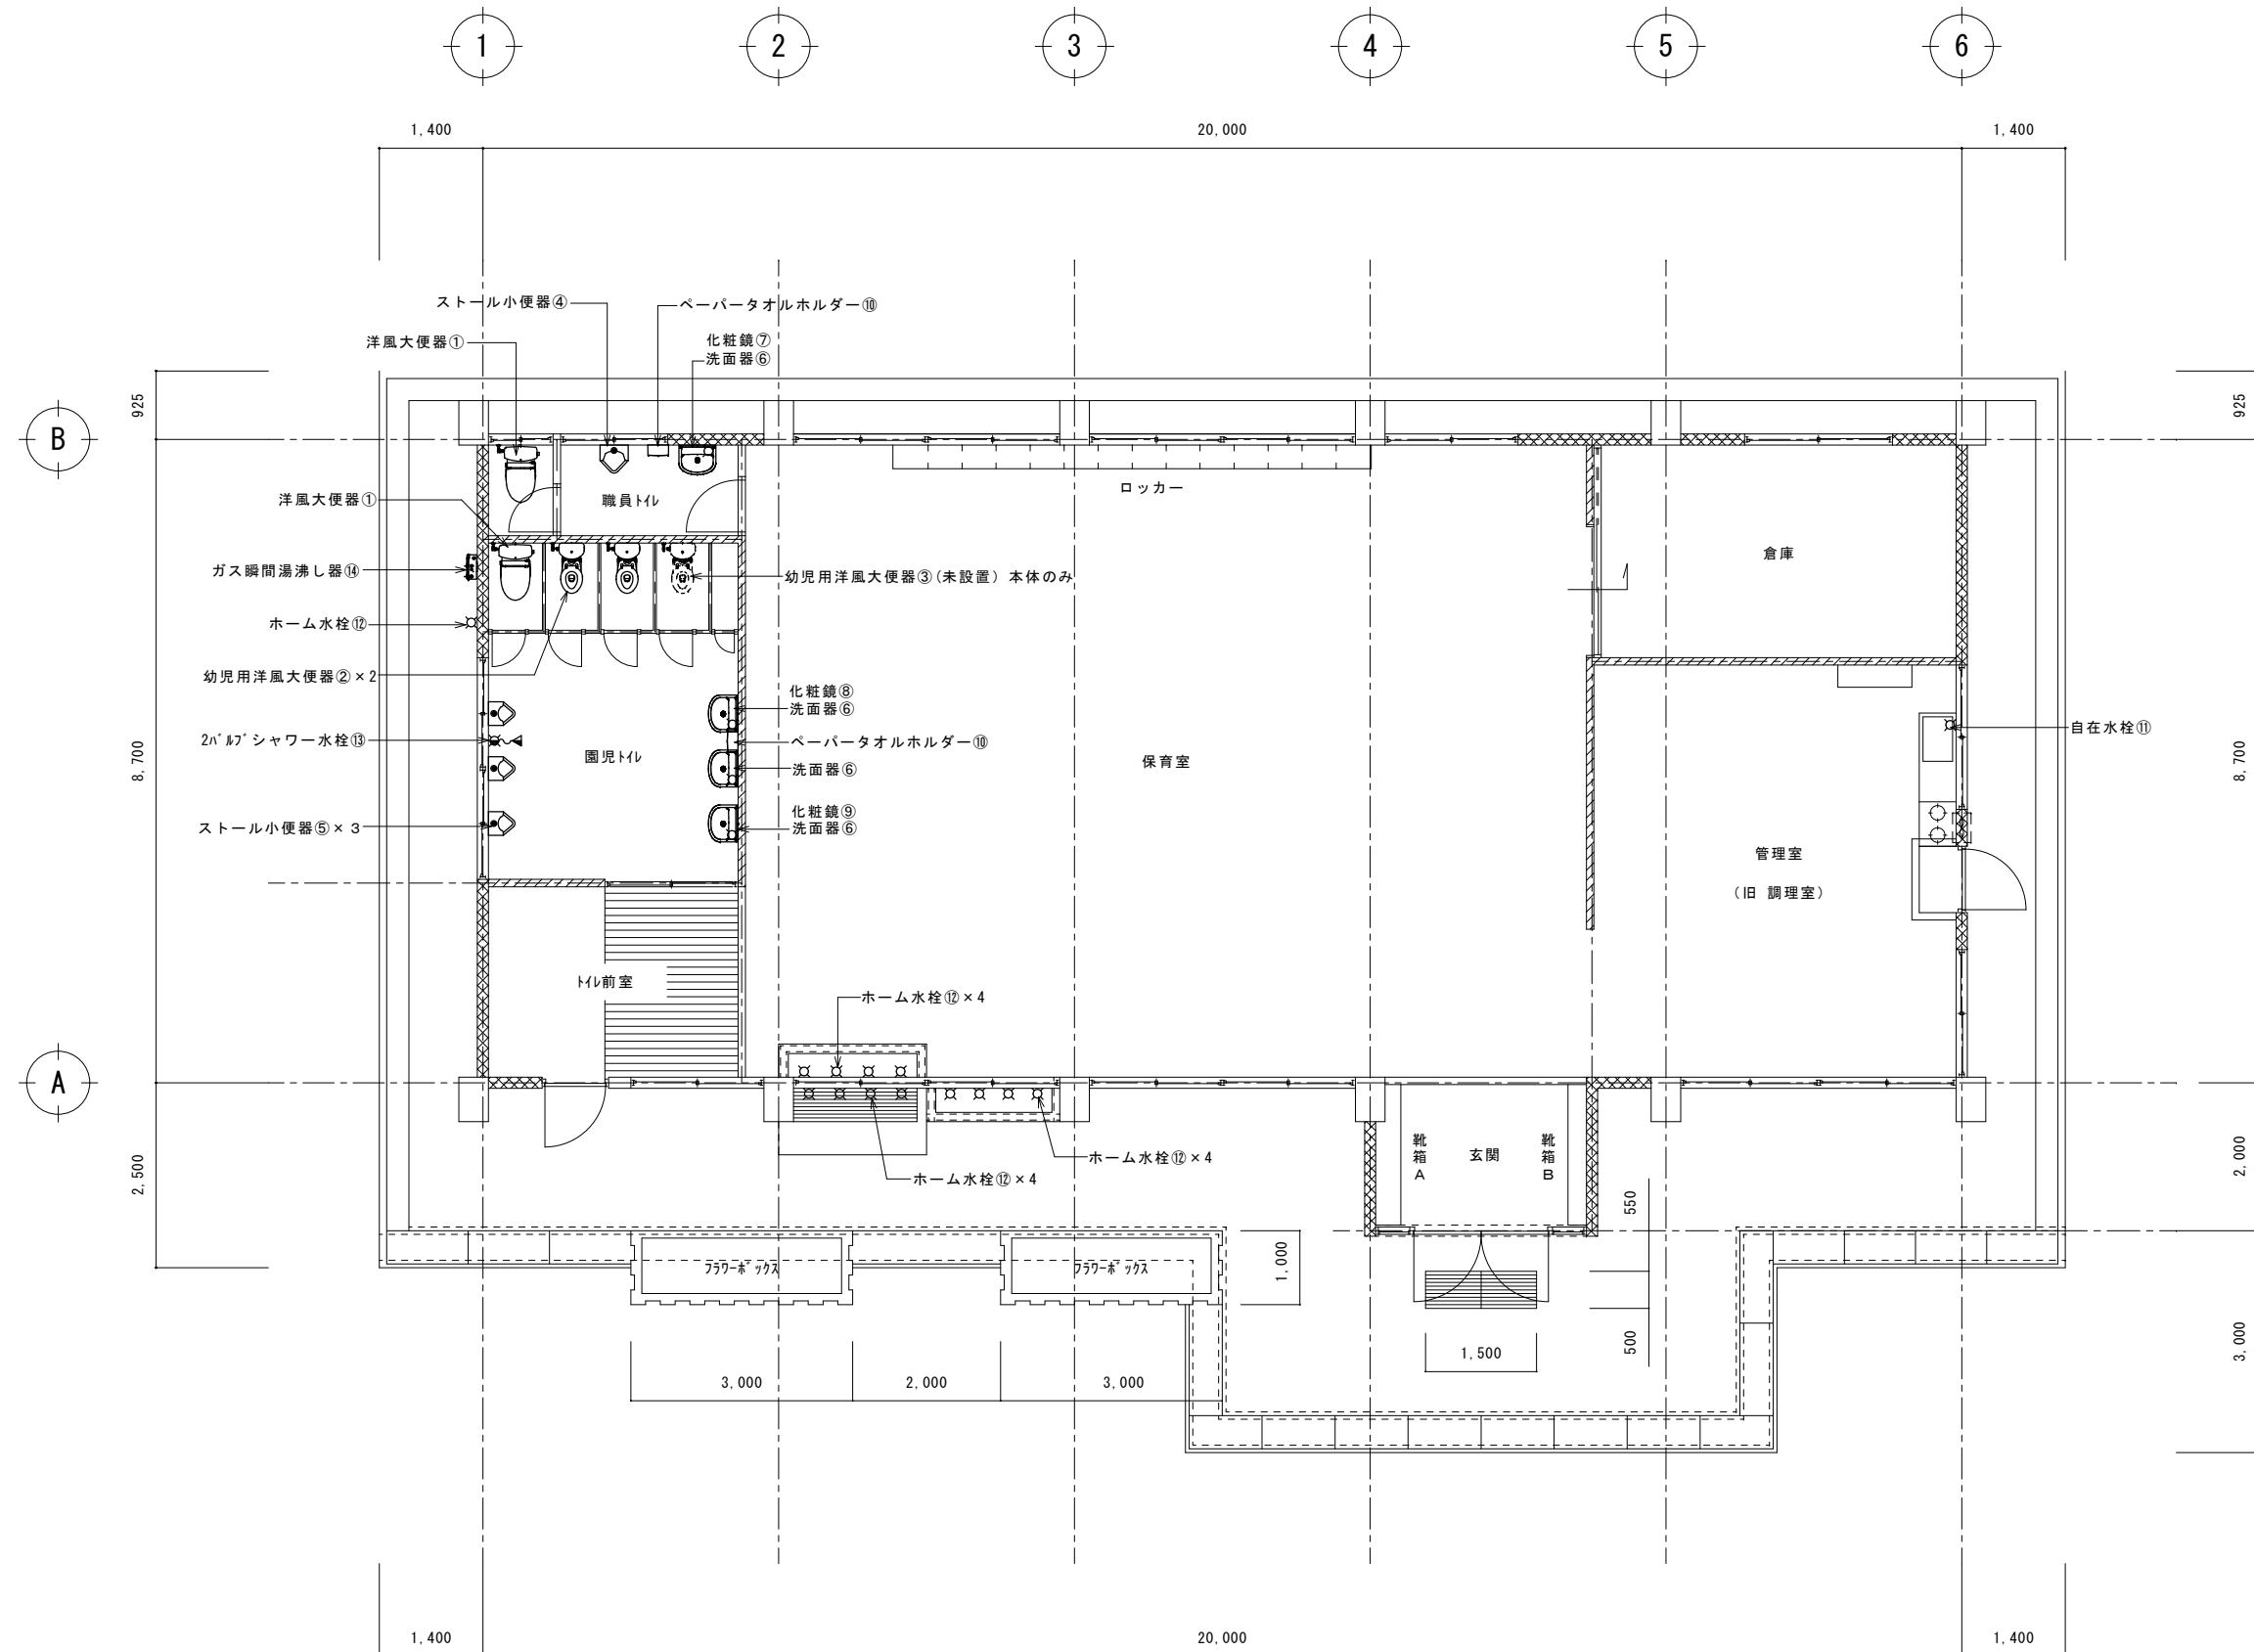 1
2
3
4
5
6
1,400
20,000
1,400
ストール小便器④
ペーパータオルホルダー⑩
洋風大便器①
化粧鏡⑦
洗面器⑥
925
925
B
洋風大便器①
職員ﾄｲﾚ
ロッカー
倉庫
ガス瞬間湯沸し器⑭
幼児用洋風大便器③(未設置) 本体のみ
ホーム水栓⑫
幼児用洋風大便器②×2
化粧鏡⑧
洗面器⑥
2ﾊﾞﾙﾌﾞシャワー水栓⑬
ペーパータオルホルダー⑩
自在水栓⑪
園児ﾄｲﾚ
洗面器⑥
保育室
8,700
8,700
化粧鏡⑨
洗面器⑥
ストール小便器⑤×3
管理室
(旧 調理室)
ﾄｲﾚ前室
ホーム水栓⑫×4
A
ホーム水栓⑫×4
ホーム水栓⑫×4
靴箱A
玄関
靴箱B
2,500
2,000
550
1,000
ﾌﾗﾜｰﾎﾞｯｸｽ
ﾌﾗﾜｰﾎﾞｯｸｽ
500
1,500
3,000
3,000
2,000
3,000
1,400
20,000
1,400